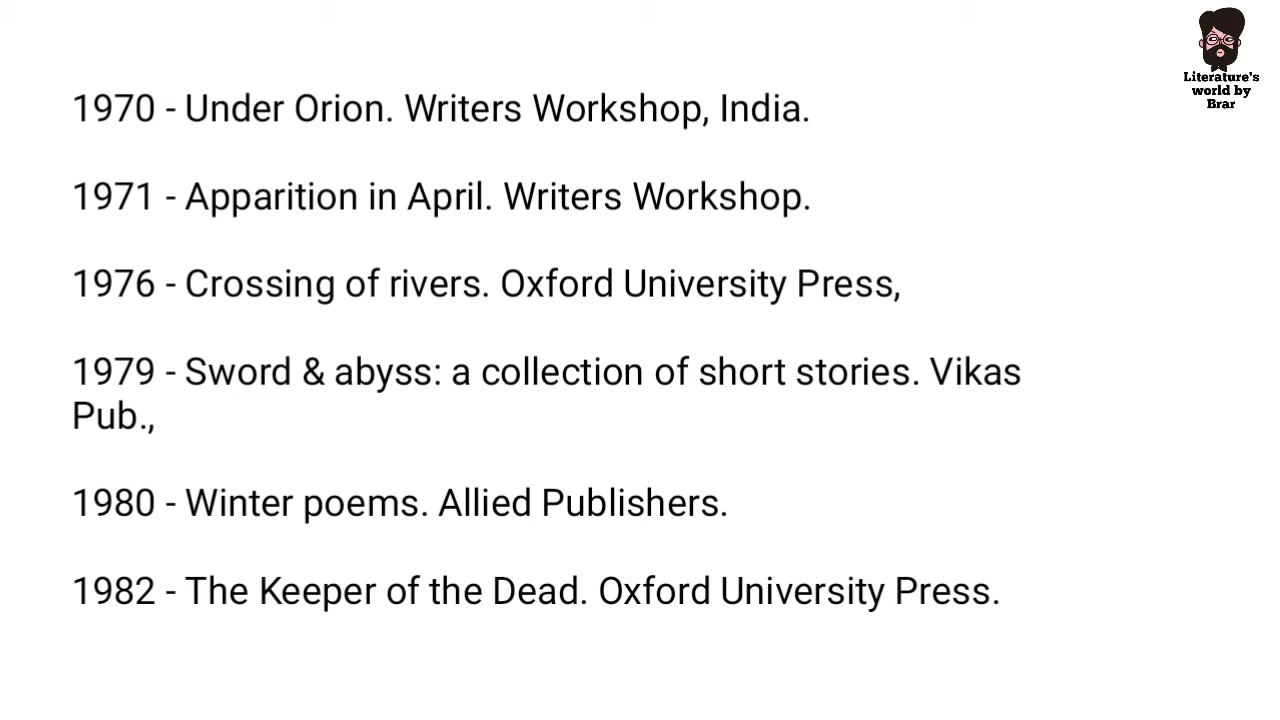 Literature's
world by
Brar
1970 - Under Orion. Writers Workshop, India.
1971 - Apparition in April. Writers Workshop.
1976 - Crossing of rivers. Oxford University Press,
1979 - Sword & abyss: a collection of short stories. Vikas
Pub.,
1980 - Winter poems. Allied Publishers.
1982 - The Keeper of the Dead. Oxford University Press.